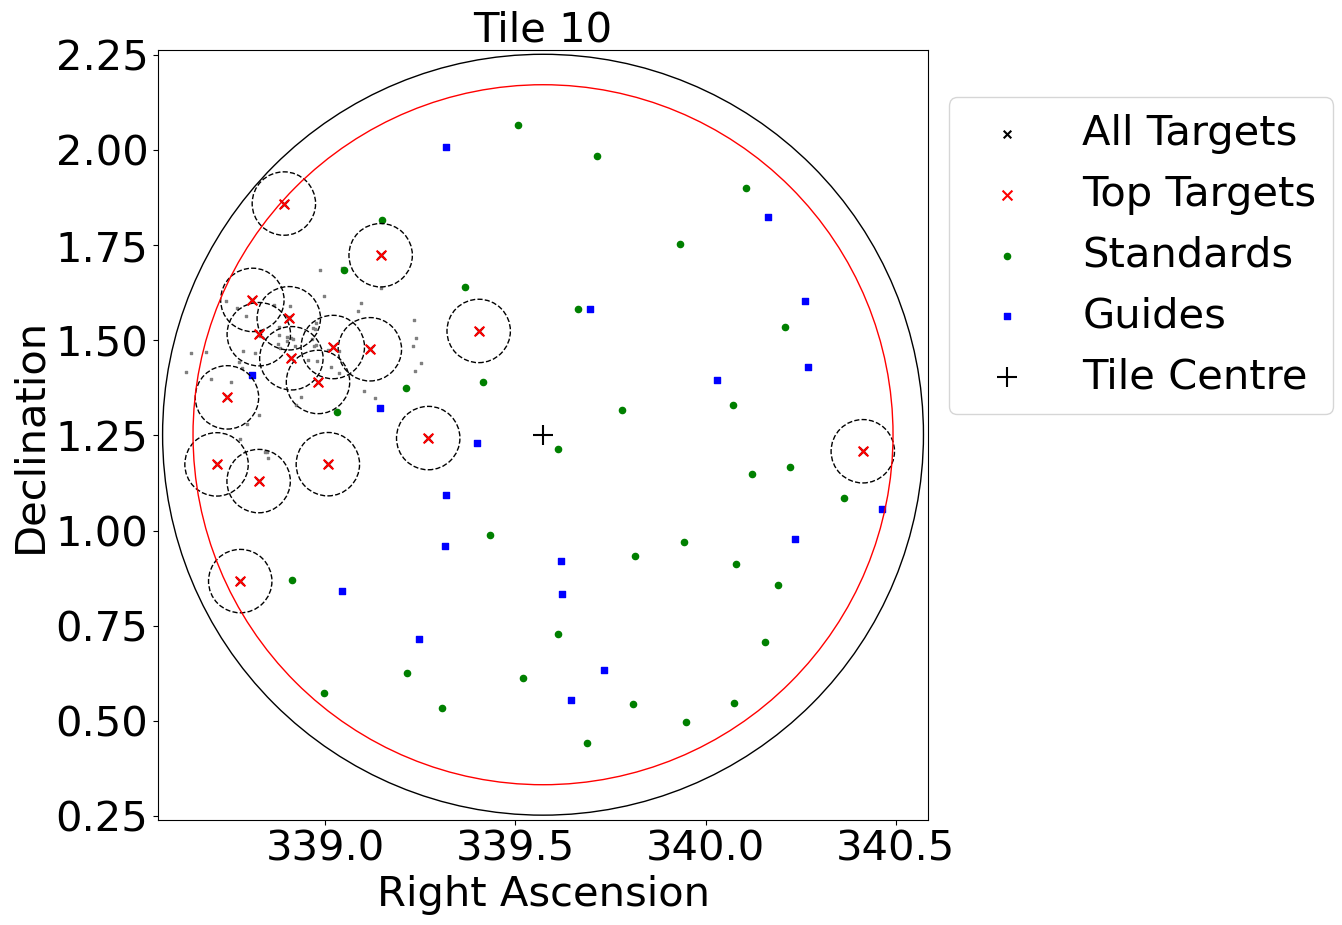 Tile 10
2.25
2.00
1.75
1.50
1.25
1.00
0.75
0.50
0.25
Declination
339.0 339.5 340.0 340.5
Right Ascension
All Targets
Top Targets
Standards
Guides
Tile Centre